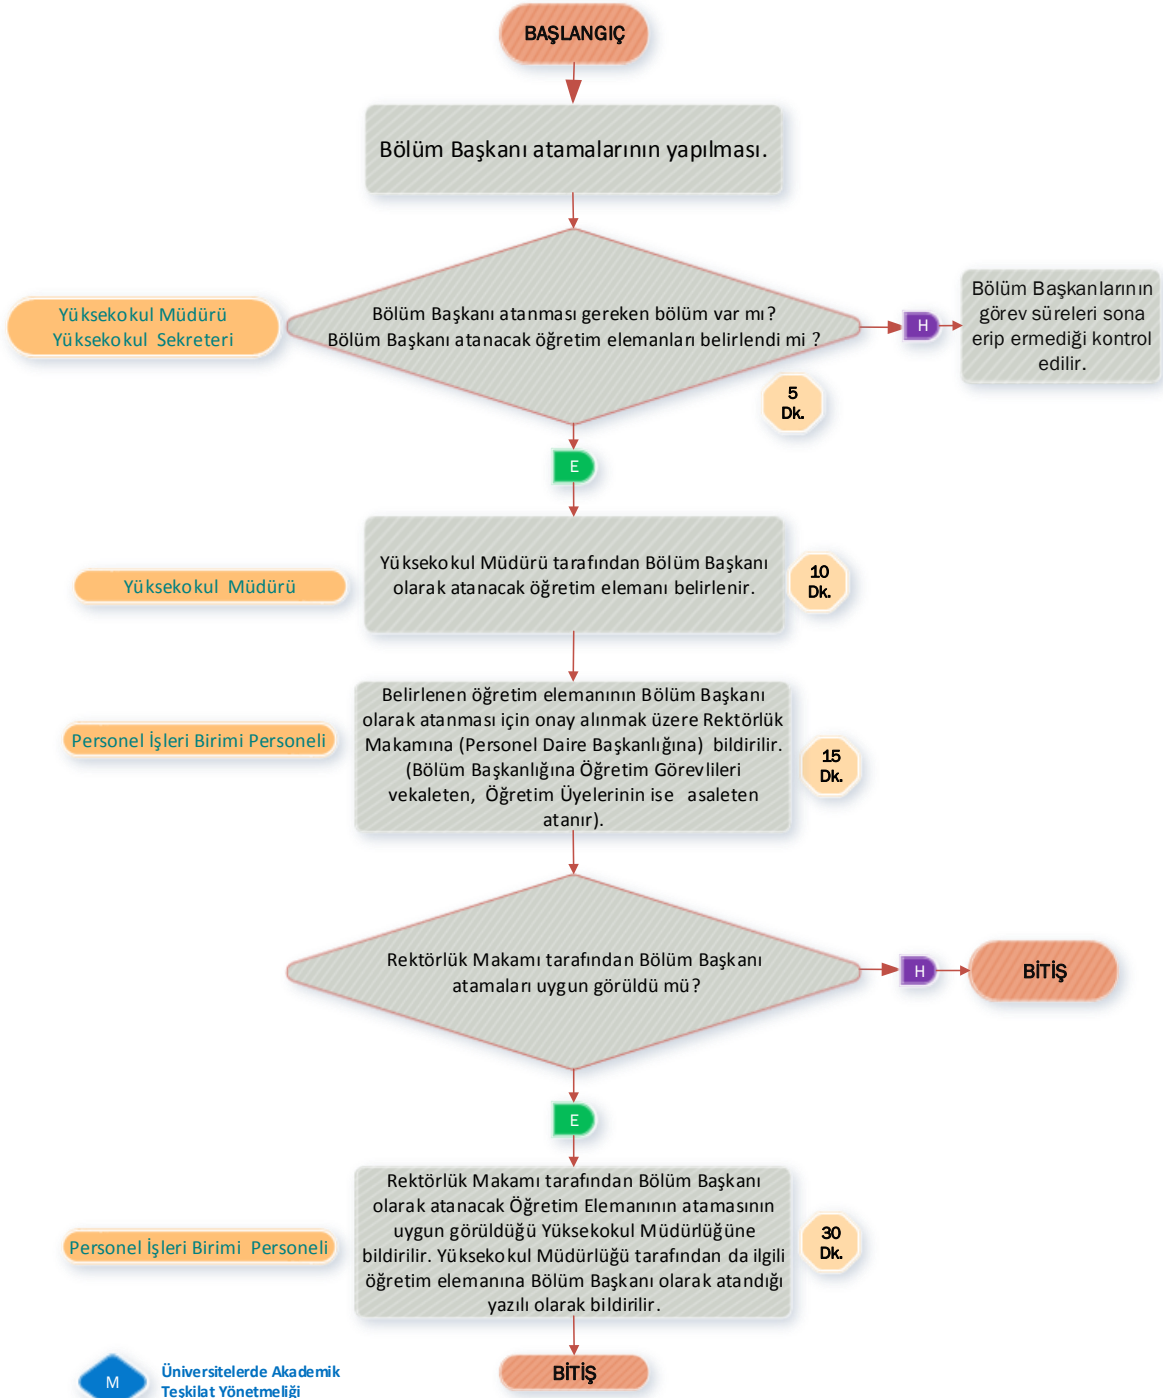 BAŞLANGIÇ
Bölüm Başkanı atamalarının yapılması.
Yüksekokul Müdürü
Yüksekokul Sekreteri
Bölüm Başkanı atanması gereken bölüm var mı?
Bölüm Başkanı atanacak öğretim elemanları belirlendi mi ?
H
Bölüm Başkanlarının
görev süreleri sona
erip ermediği kontrol
edilir.
5
Dk.
E
Yüksekokul Müdürü
Yüksekokul Müdürü tarafından Bölüm Başkanı
olarak atanacak öğretim elemanı belirlenir.
10
Dk.
Personel İşleri Birimi Personeli
Belirlenen öğretim elemanının Bölüm Başkanı
olarak atanması için onay alınmak üzere Rektörlük
Makamına (Personel Daire Başkanlığına) bildirilir.
(Bölüm Başkanlığına Öğretim Görevlileri
vekaleten, Öğretim Üyelerinin ise asaleten
atanır).
15
Dk.
Rektörlük Makamı tarafından Bölüm Başkanı
atamaları uygun görüldü mü?
H
BİTİŞ
E
Personel İşleri Birimi Personeli
Rektörlük Makamı tarafından Bölüm Başkanı
olarak atanacak Öğretim Elemanının atamasının
uygun görüldüğü Yüksekokul Müdürlüğüne
bildirilir. Yüksekokul Müdürlüğü tarafından da ilgili
öğretim elemanına Bölüm Başkanı olarak atandığı
yazılı olarak bildirilir.
30
Dk.
BİTİŞ
M
Üniversitelerde Akademik
Teşkilat Yönetmeliği